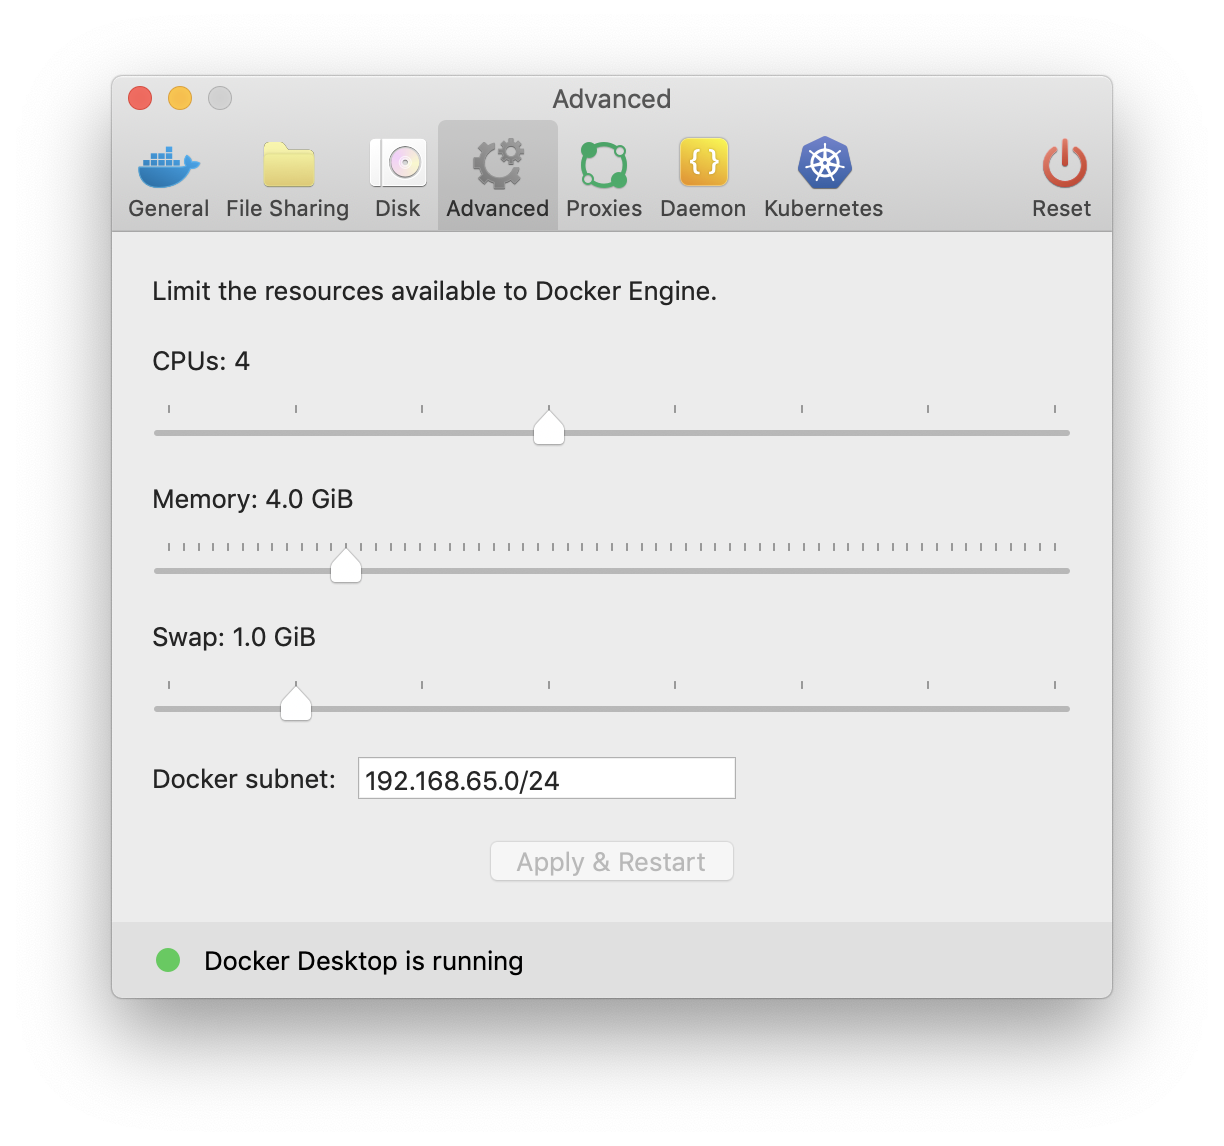 Advanced
General File Sharing Disk Advanced Proxies Daemon Kubernetes Reset
Limit the resources available to Docker Engine.
CPUs: 4
Memory: 4.0 GiB
Swap: 1.0 GiB
Docker subnet: 192.168.65.0/24
Apply & Restart
Docker Desktop is running